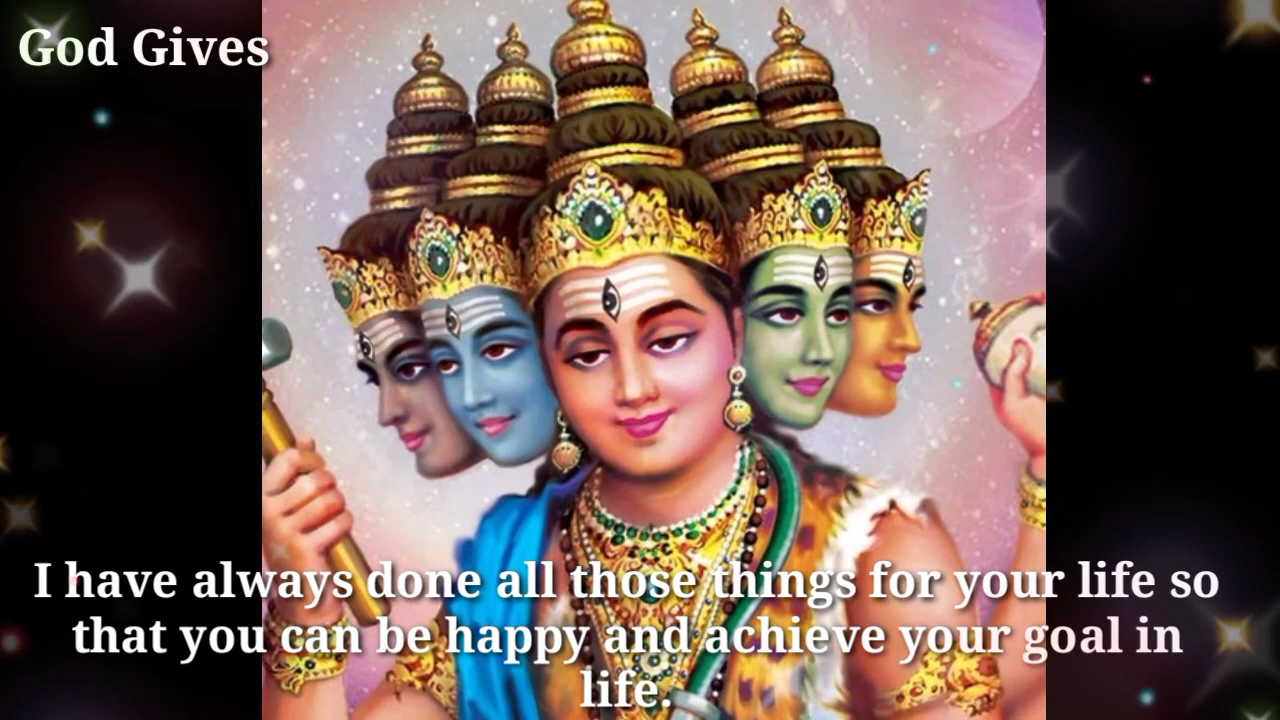 God Gives
I have always done all those things for your life so
that you can be happy and achieve your goal in
life.